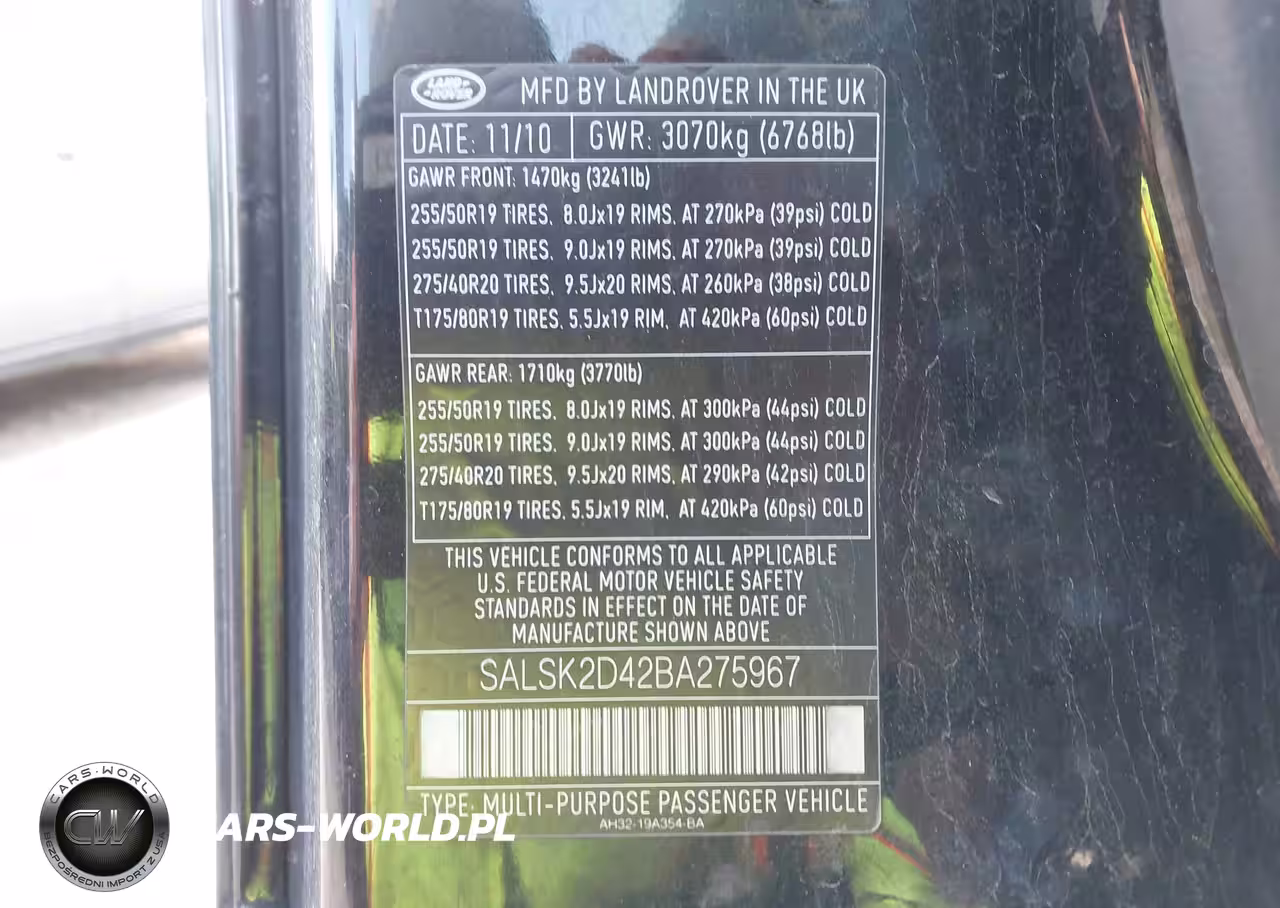 LAND ROVER
MFD BY LANDROVER IN THE UK
DATE: 11/10 GWR: 3070kg (6768lb)
GAWR FRONT: 1470kg (3241lb)
255/50R19 TIRES, 8.0Jx19 RIMS, AT 270kPa (39psi) COLD
255/50R19 TIRES, 9.0Jx19 RIMS, AT 270kPa (39psi) COLD
275/40R20 TIRES, 9.5Jx20 RIMS, AT 260kPa (38psi) COLD
T175/80R19 TIRES, 5.5Jx19 RIM, AT 420kPa (60psi) COLD
GAWR REAR: 1710kg (3770lb)
255/50R19 TIRES, 8.0Jx19 RIMS, AT 300kPa (44psi) COLD
255/50R19 TIRES, 9.0Jx19 RIMS, AT 300kPa (44psi) COLD
275/40R20 TIRES, 9.5Jx20 RIMS, AT 290kPa (42psi) COLD
T175/80R19 TIRES, 5.5Jx19 RIM, AT 420kPa (60psi) COLD
THIS VEHICLE CONFORMS TO ALL APPLICABLE
U.S. FEDERAL MOTOR VEHICLE SAFETY
STANDARDS IN EFFECT ON THE DATE OF
MANUFACTURE SHOWN ABOVE
SALSK2D42BA275967
TYPE: MULTI-PURPOSE PASSENGER VEHICLE
AH32-19A354-BA
CARS-WORLD
CW
BEZPOŚREDNI IMPORT Z USA
CARS-WORLD.PL